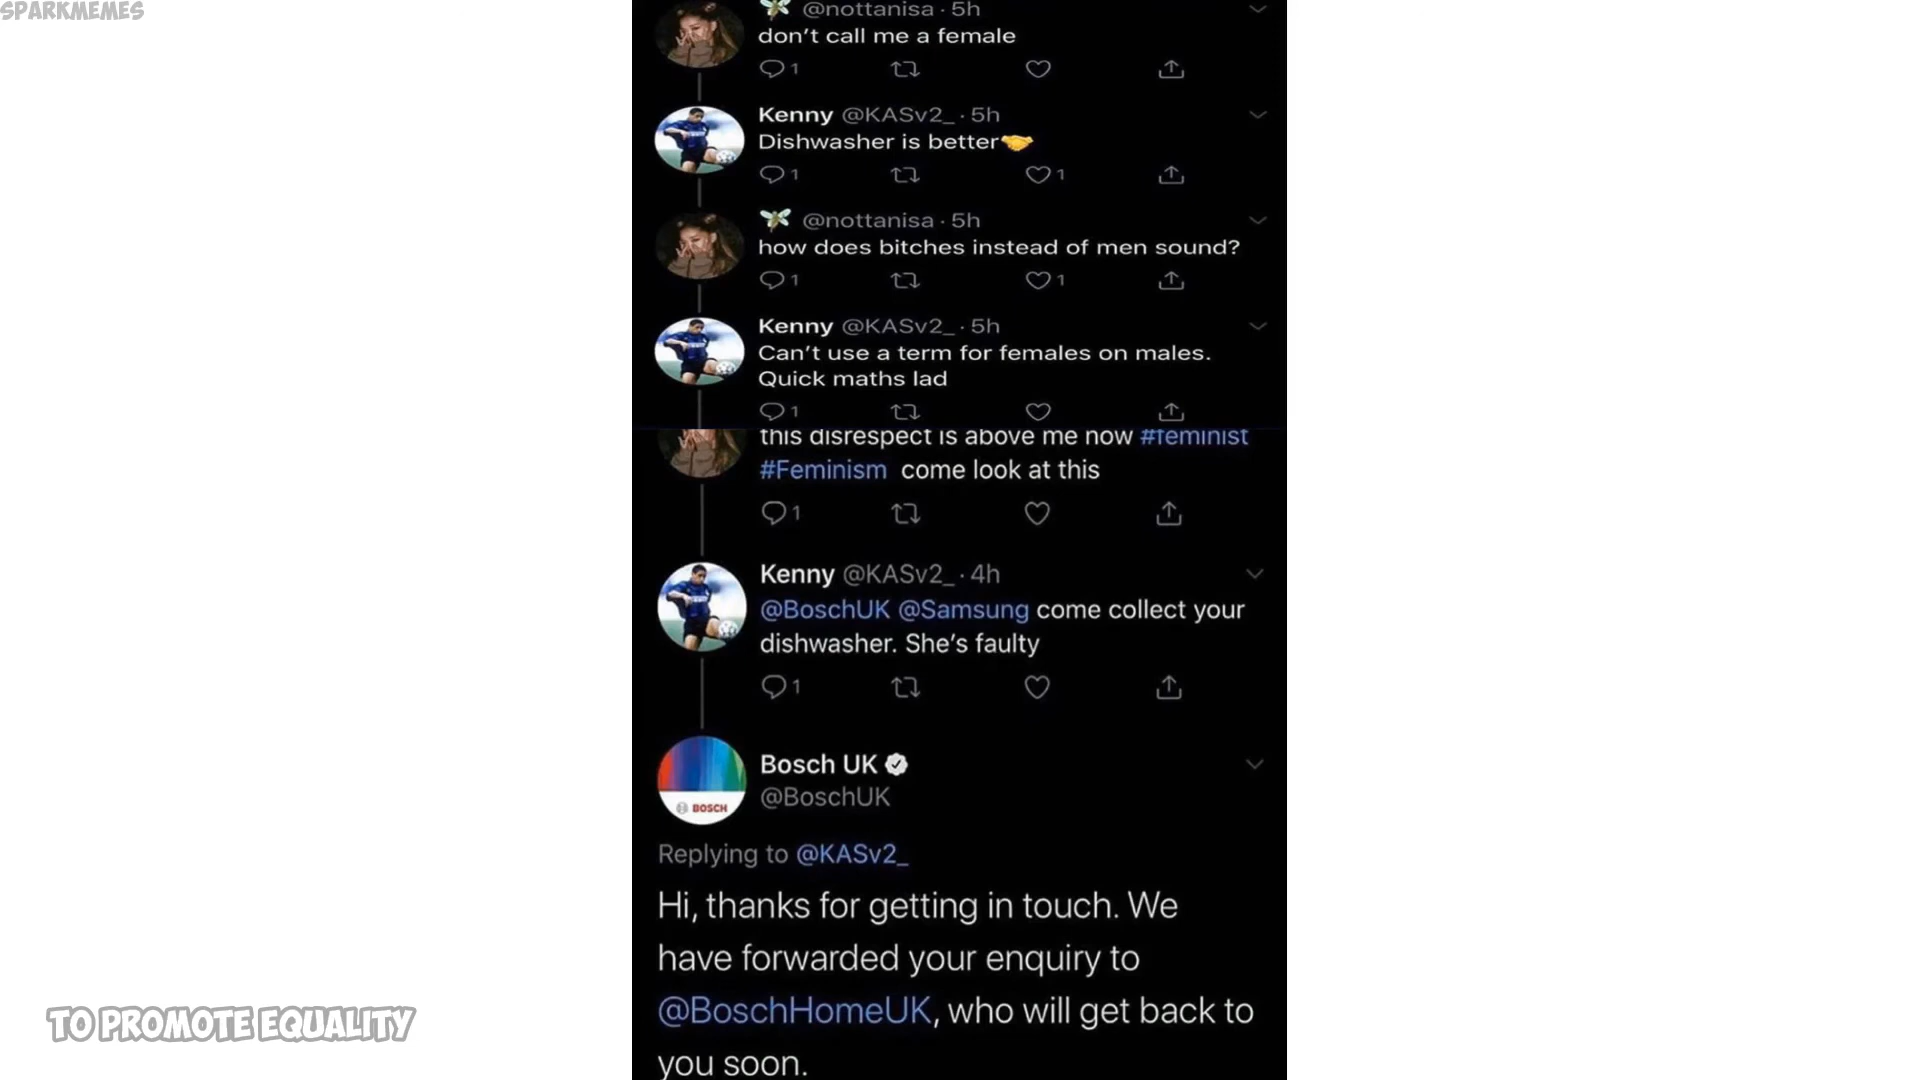 SPARKMEMES
@nottanisa · 5h
don't call me a female
1
Kenny @KASv2_ · 5h
Dishwasher is better🤝
1 1
@nottanisa · 5h
how does bitches instead of men sound?
1 1
Kenny @KASv2_ · 5h
Can't use a term for females on males.
Quick maths lad
1
this disrespect is above me now #feminist
#Feminism come look at this
1
Kenny @KASv2_ · 4h
@BoschUK @Samsung come collect your
dishwasher. She's faulty
1
Bosch UK
@BoschUK
BOSCH
Replying to @KASv2_
Hi, thanks for getting in touch. We
have forwarded your enquiry to
@BoschHomeUK, who will get back to
you soon.
TO PROMOTE EQUALITY